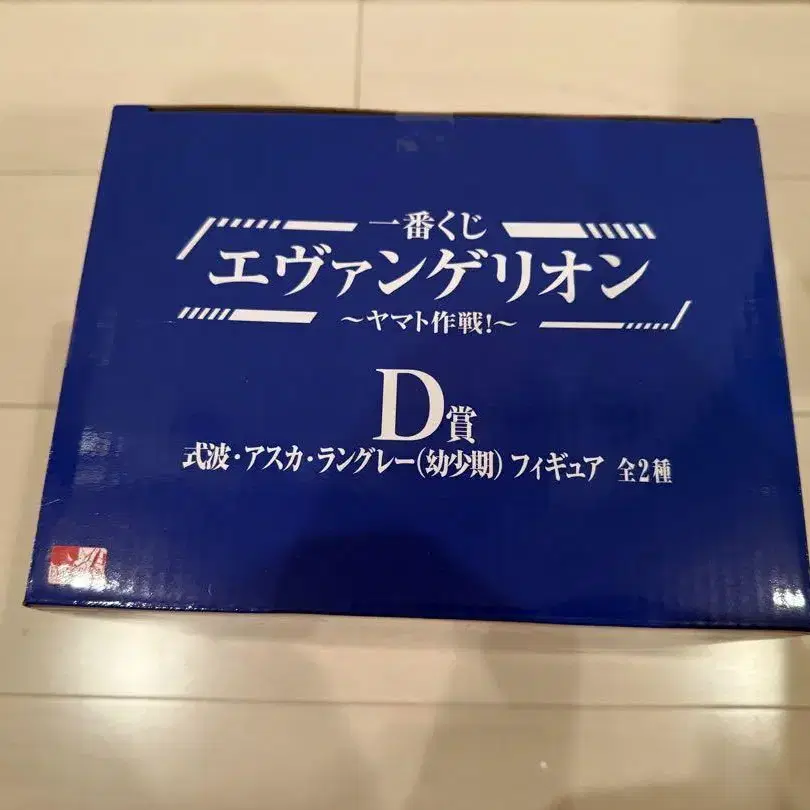 一番くじ
エヴァンゲリオン
～ヤマト作戦!～
D賞
式波・アスカ・ラングレー(幼少期) フィギュア 全2種